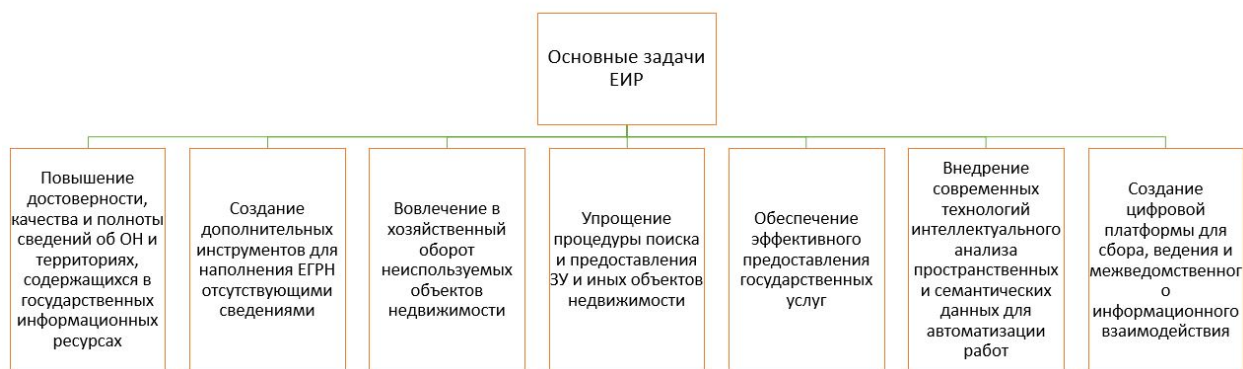 Основные задачи
ЕИР
Повышение
достоверности,
качества и полноты
сведений об ОН и
территориях,
содержащихся в
государственных
информационных
ресурсах
Создание
дополнительных
инструментов для
наполнения ЕГРН
отсутствующими
сведениями
Вовлечение в
хозяйственный
оборот
неиспользуемых
объектов
недвижимости
Упрощение
процедуры поиска
и предоставления
ЗУ и иных объектов
недвижимости
Обеспечение
эффективного
предоставления
государственных
услуг
Внедрение
современных
технологий
интеллектуального
анализа
пространственных
и семантических
данных для
автоматизации
работ
Создание
цифровой
платформы для
сбора, ведения и
межведомственног
о
информационного
взаимодействия